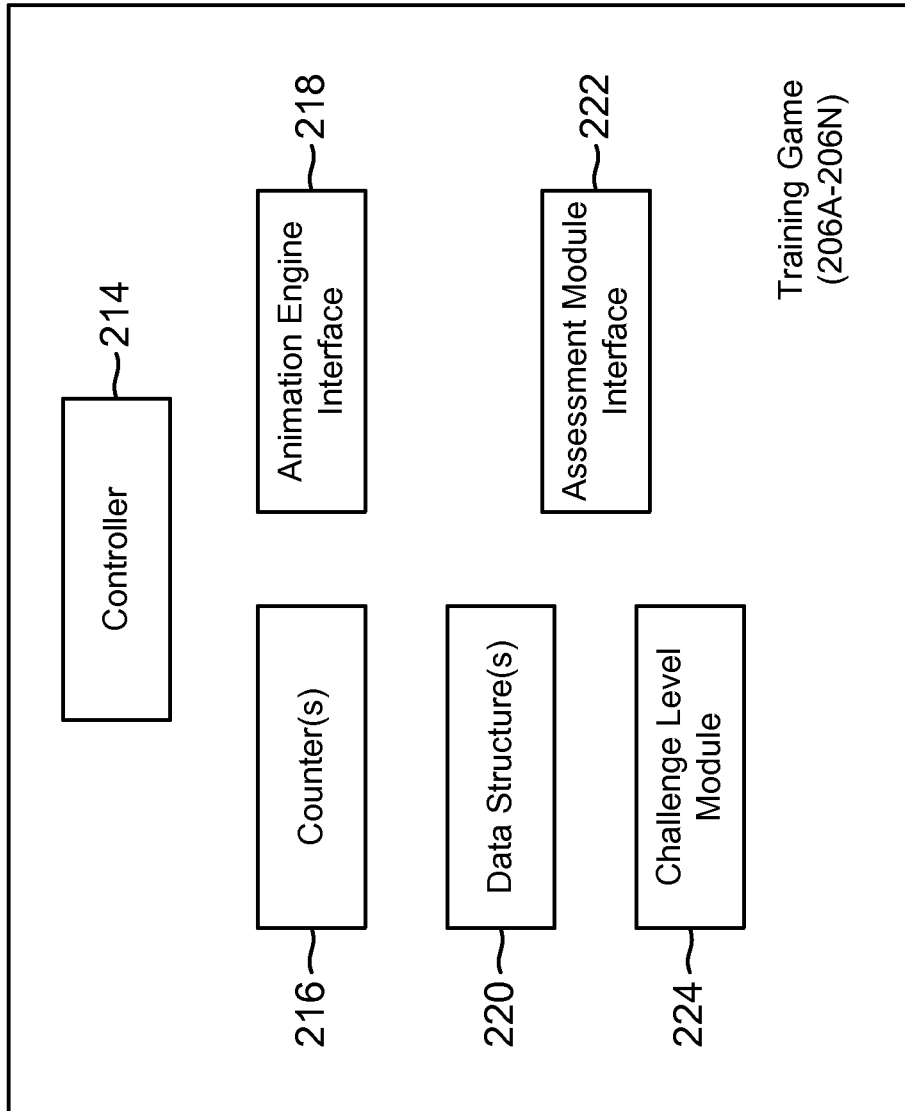 Controller
214
Counter(s)
216
Animation Engine
Interface
218
Data Structure(s)
220
Assessment Module
Interface
222
Challenge Level
Module
224
Training Game
(206A-206N)